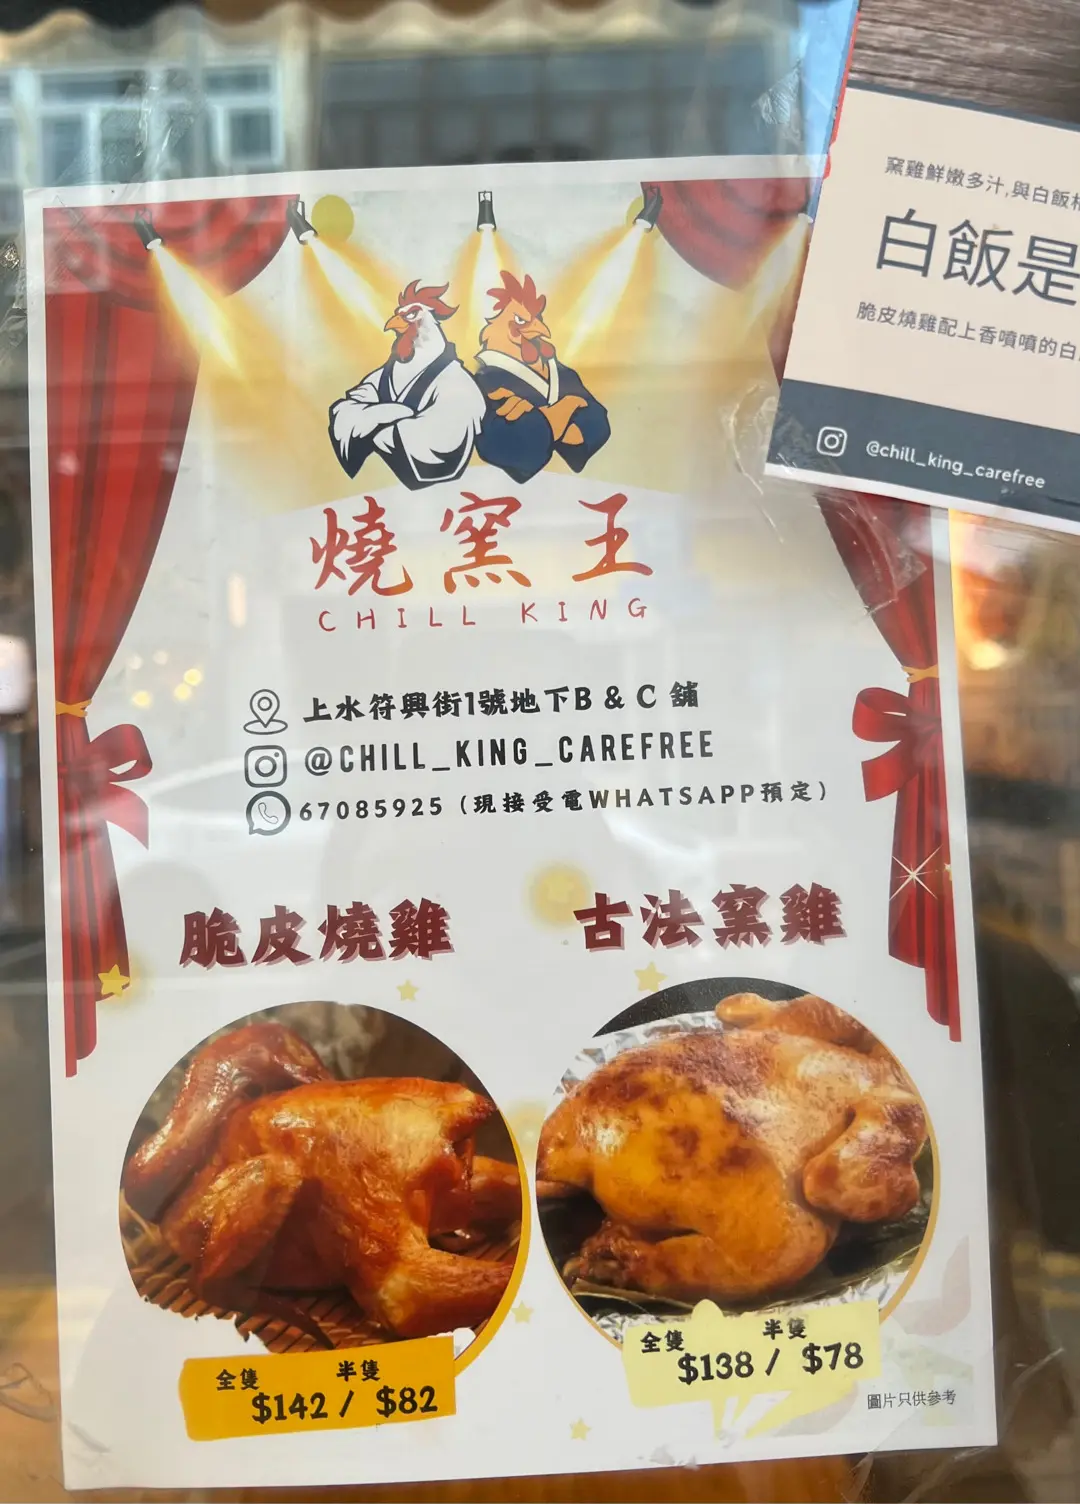 燒窯王
CHILL KING
上水符興街1號地下B & C 舖
@CHILL_KING_CAREFREE
67085925 (現接受電WHATSAPP預定)
脆皮燒雞
全隻 半隻
$142 / $82
古法窯雞
全隻 半隻
$138 / $78
圖片只供參考
窯雞鮮嫩多汁,與白飯
白飯是
脆皮燒雞配上香噴噴的白
@chill_king_carefree